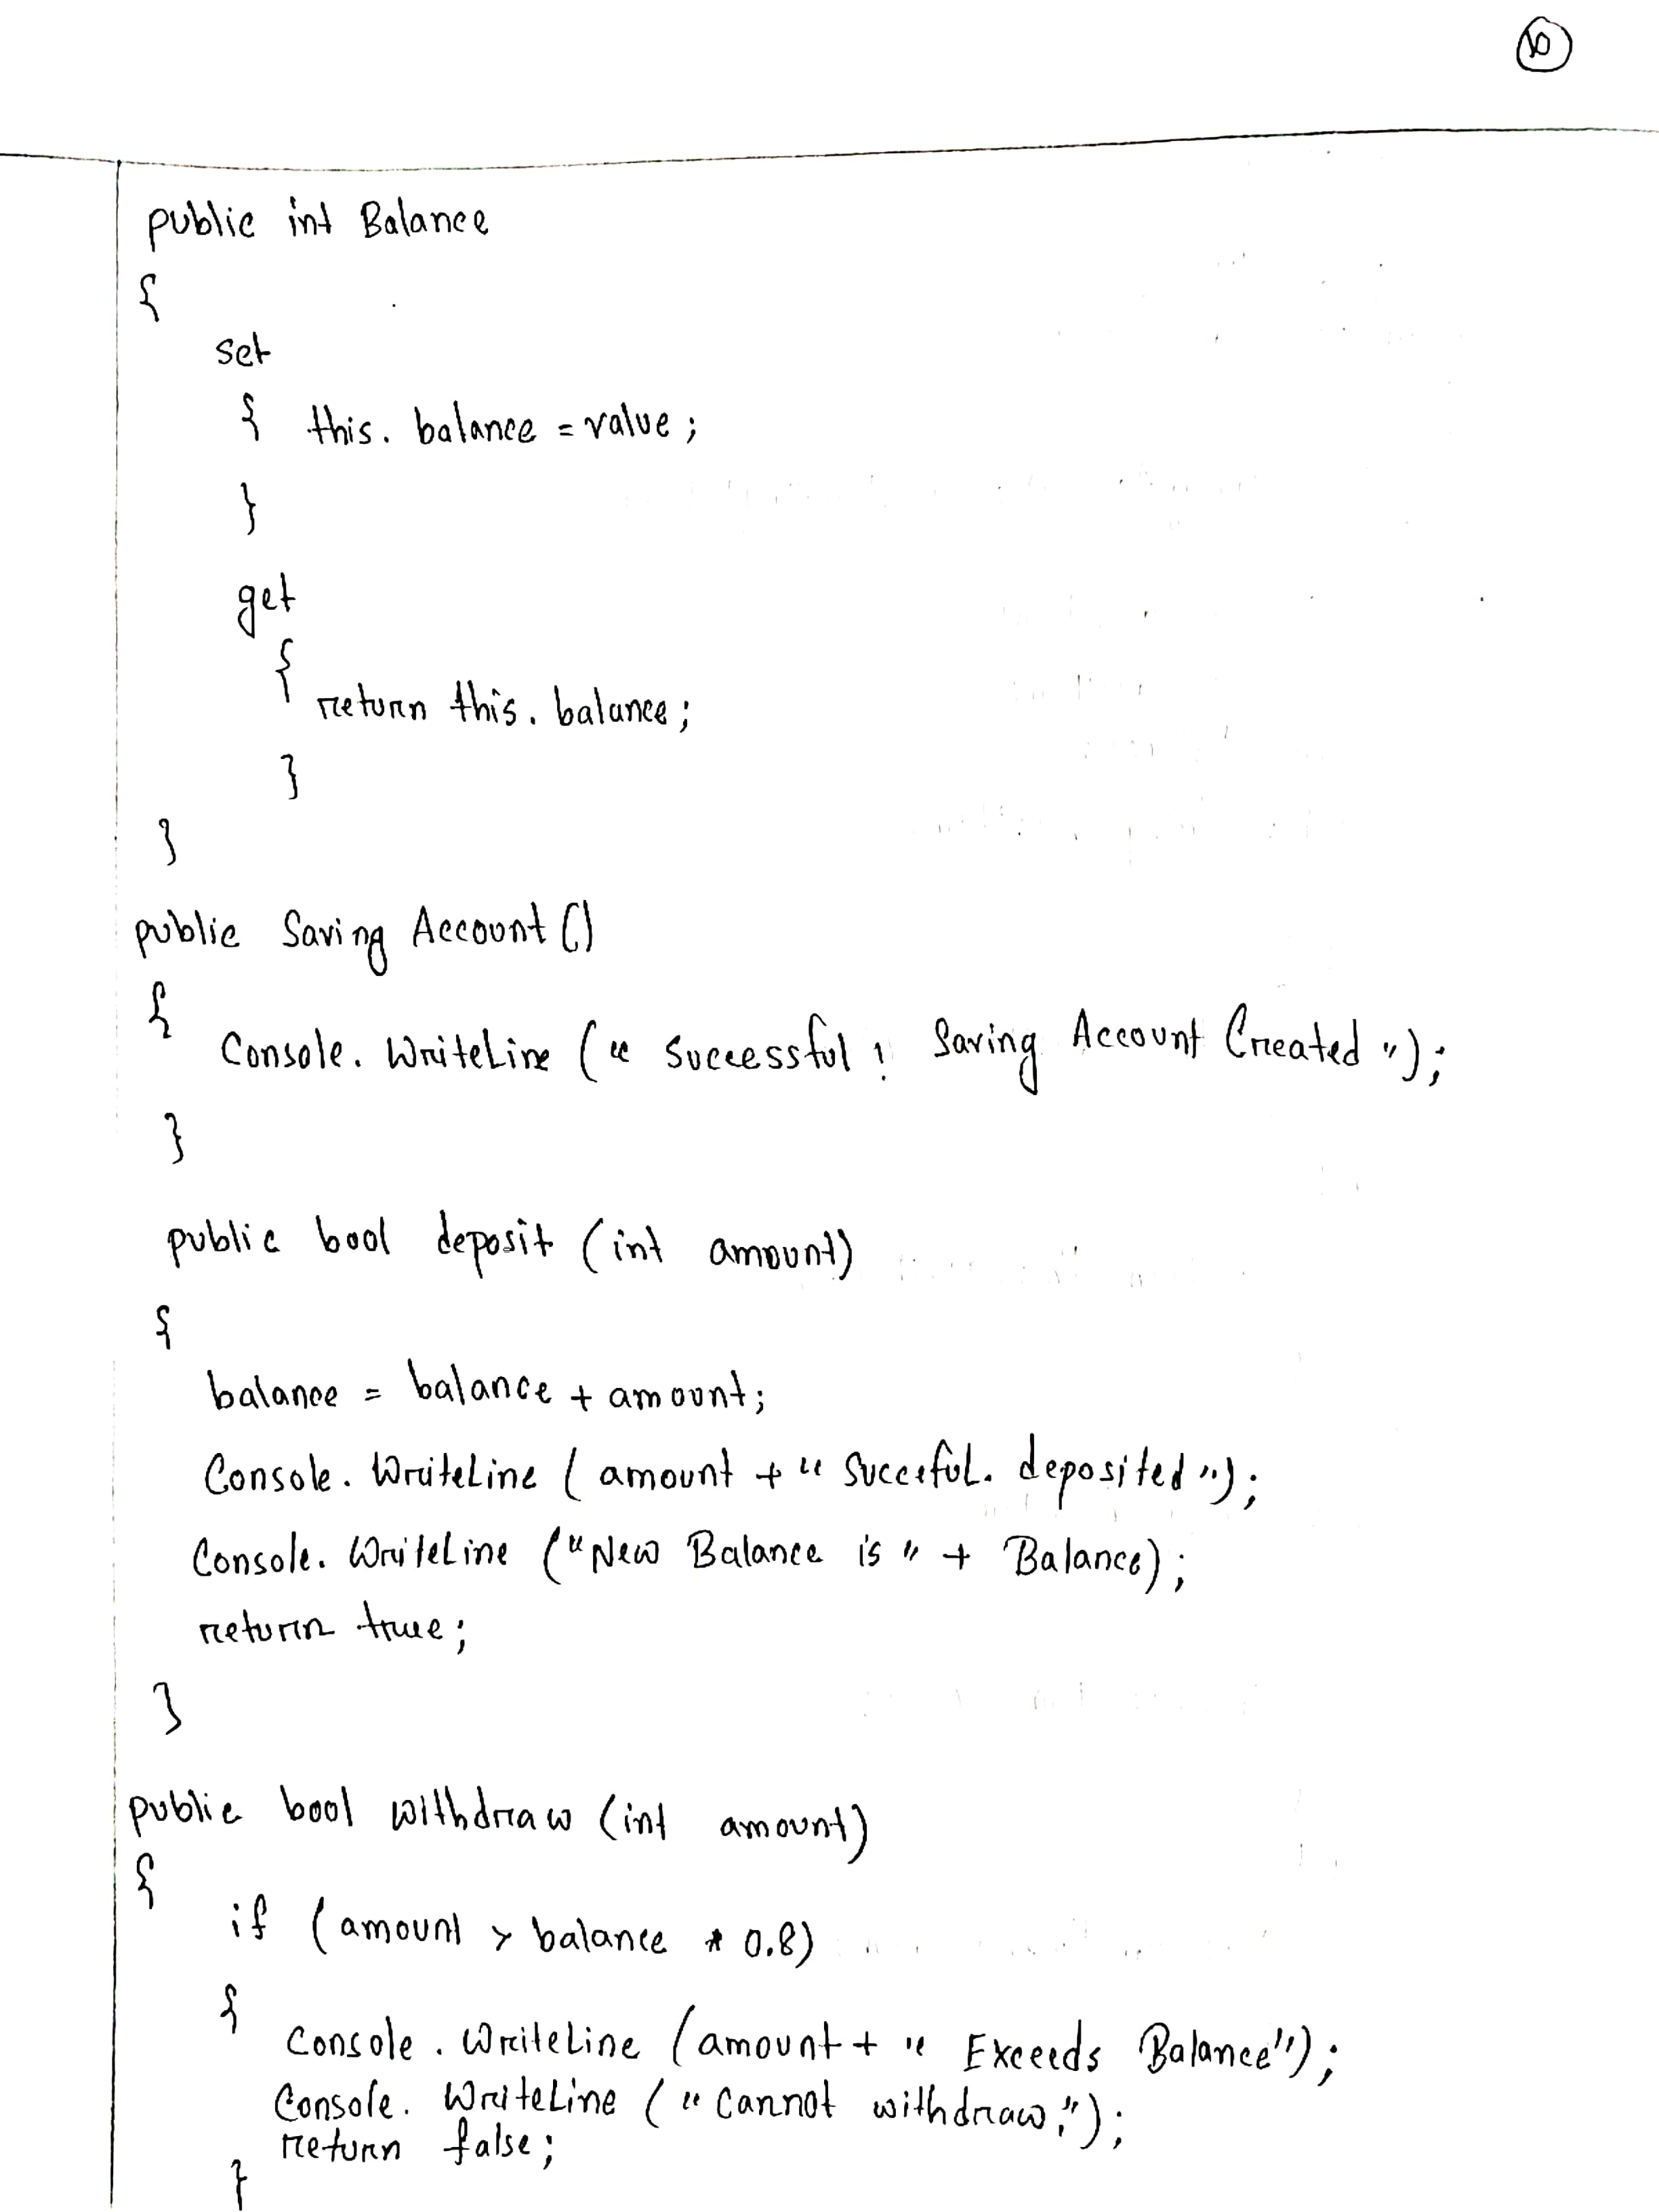 10
public int Balance
{
set
{ this. balance = value;
}
get
{
return this. balance;
}
}
public Saving Account ()
{
Console. WriteLine (" Successful! Saving Account Created ");
}
public bool deposit (int amount)
{
balance = balance + amount;
Console. WriteLine ( amount + " Succeful. deposited ");
Console. WriteLine ("New Balance is " + Balance);
return true;
}
public bool withdraw (int amount)
{
if (amount > balance * 0.8)
{
Console . WriteLine (amount + " Exceeds Balance");
Console. WriteLine (" Cannot withdraw;");
return false;
}